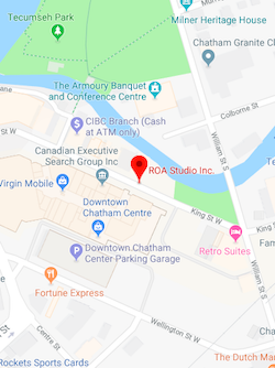 Tecumseh Park
Milner Heritage House
Chatham Granite Cl
The Armoury Banquet
and Conference Centre
William St S
Colborne St
CIBC Branch (Cash
at ATM only)
St W
Canadian Executive
Search Group Inc
ROA Studio Inc.
Virgin Mobile
Downtown
Chatham Centre
King St W
King St
Fam
Retro Suites
Downtown Chatham
Center Parking Garage
William St S
Fortune Express
Wellington St W
Centre St
St
The Dutch Mar
Rockets Sports Cards